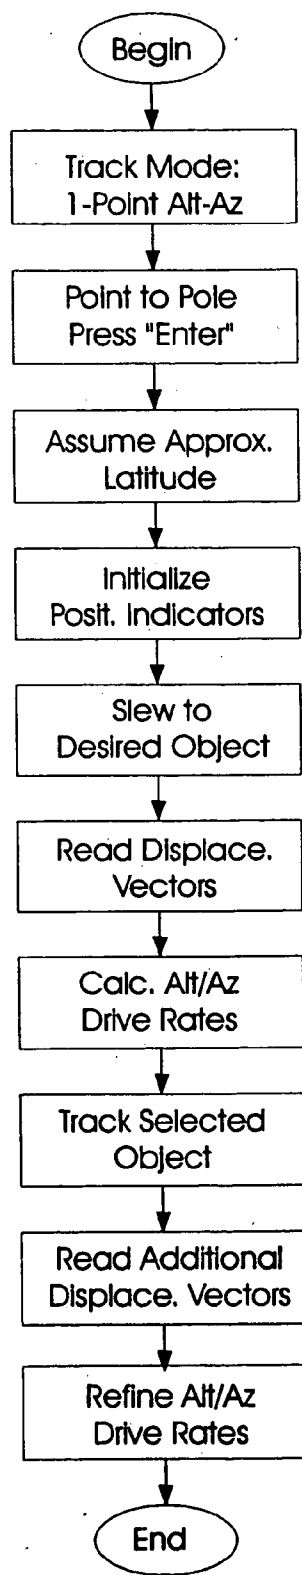 Begin
Track Mode:
1-Point Alt-Az
Point to Pole
Press "Enter"
Assume Approx.
Latitude
Initialize
Posit. Indicators
Slew to
Desired Object
Read Displace.
Vectors
Calc. Alt/Az
Drive Rates
Track Selected
Object
Read Additional
Displace. Vectors
Refine Alt/Az
Drive Rates
End